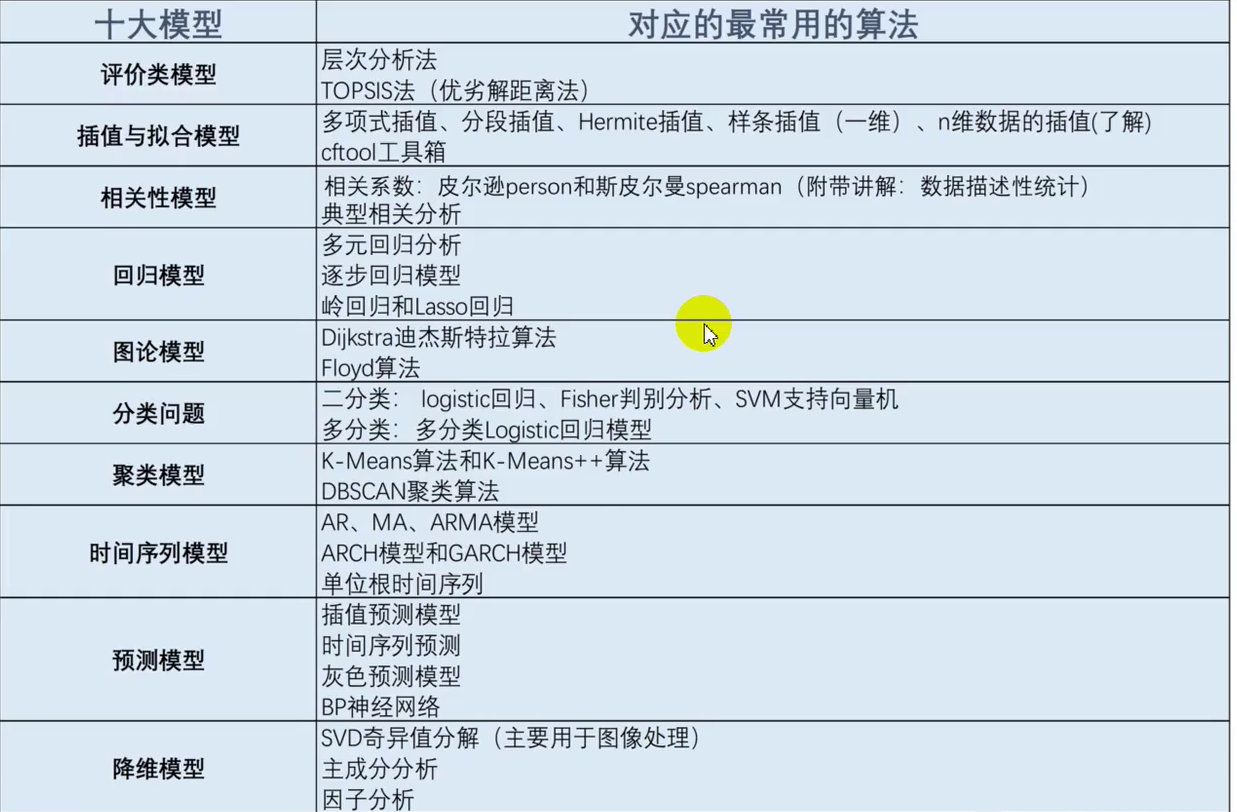 十大模型
对应的最常用的算法
评价类模型
层次分析法
TOPSIS法（优劣解距离法）
插值与拟合模型
多项式插值、分段插值、Hermite插值、样条插值（一维）、n维数据的插值(了解)
cftool工具箱
相关性模型
相关系数：皮尔逊person和斯皮尔曼spearman（附带讲解：数据描述性统计）
典型相关分析
回归模型
多元回归分析
逐步回归模型
岭回归和Lasso回归
图论模型
Dijkstra迪杰斯特拉算法
Floyd算法
分类问题
二分类： logistic回归、Fisher判别分析、SVM支持向量机
多分类：多分类Logistic回归模型
聚类模型
K-Means算法和K-Means++算法
DBSCAN聚类算法
时间序列模型
AR、MA、ARMA模型
ARCH模型和GARCH模型
单位根时间序列
预测模型
插值预测模型
时间序列预测
灰色预测模型
BP神经网络
降维模型
SVD奇异值分解（主要用于图像处理）
主成分分析
因子分析